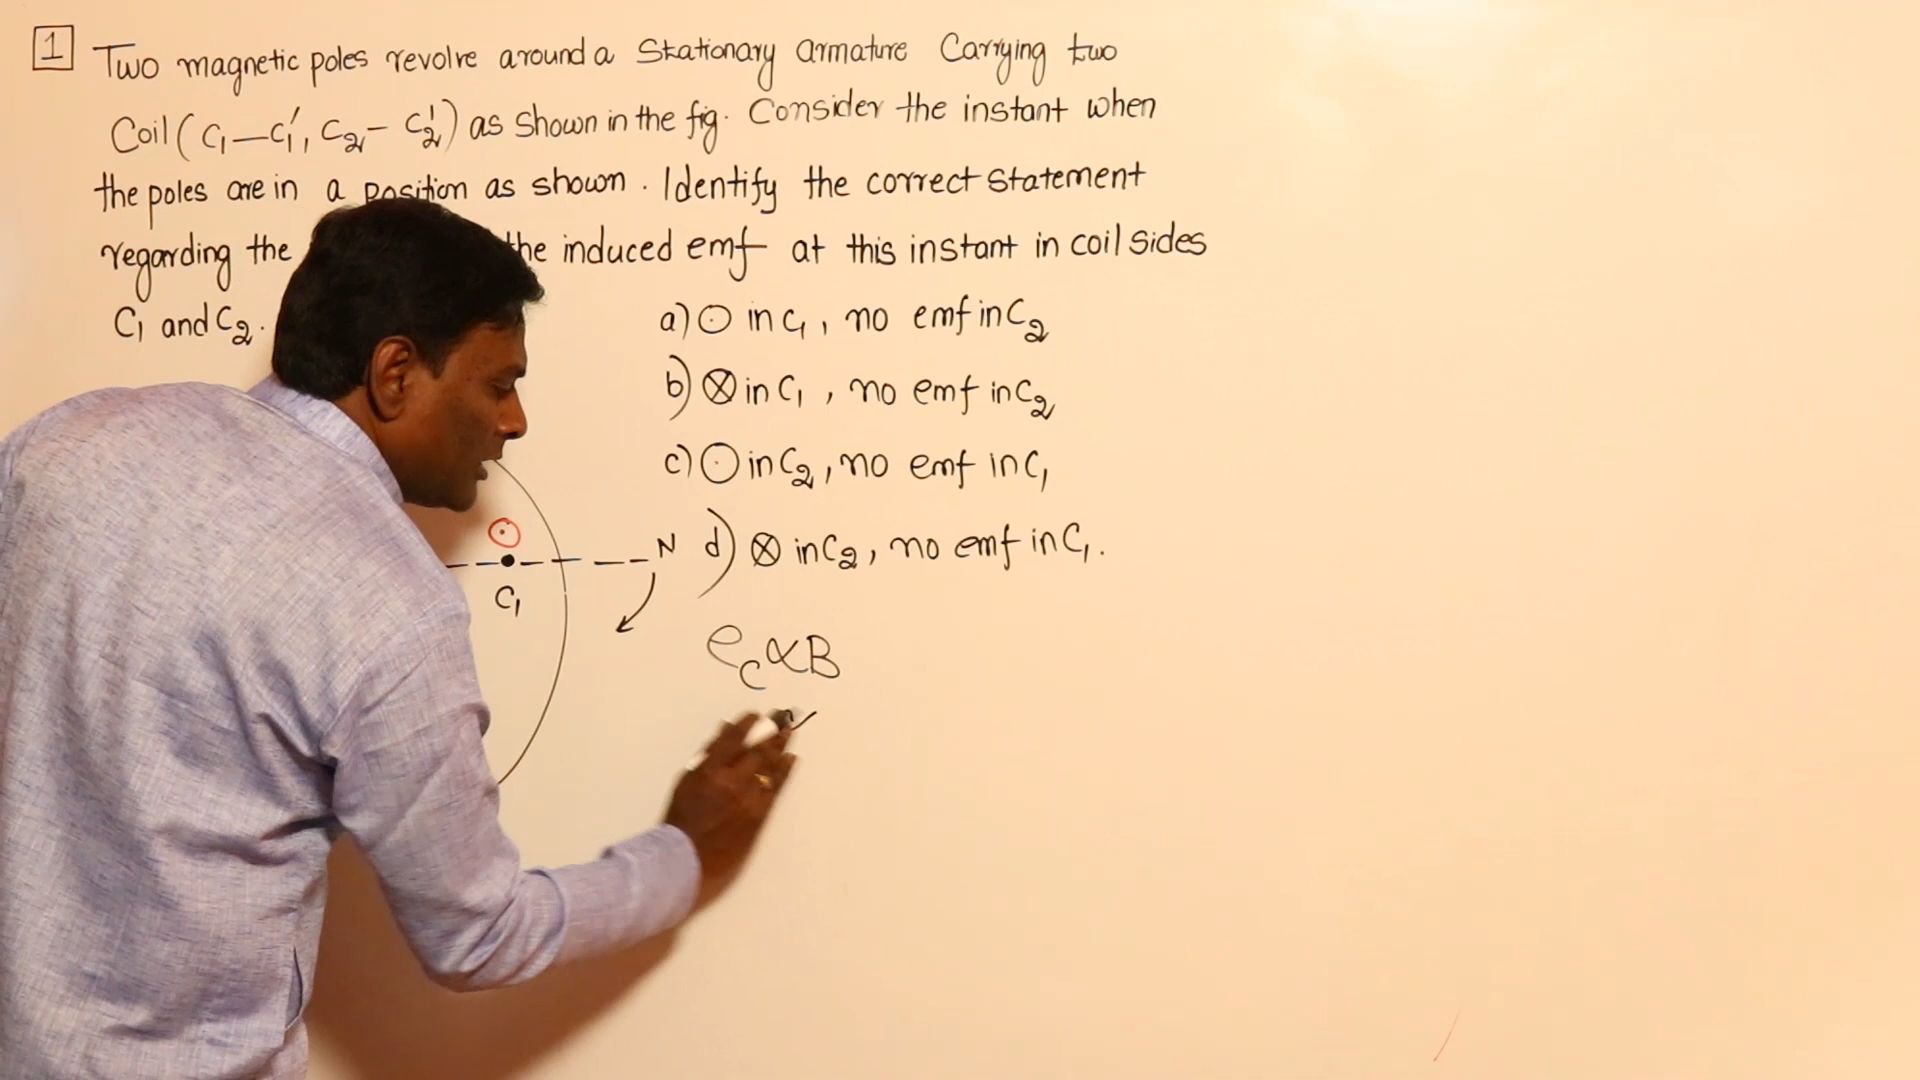 1
Two magnetic poles revolve around a Stationary armature Carrying two
Coil (C₁—C₁', C₂— C₂') as shown in the fig. Consider the instant when
the poles are in a position as shown. Identify the correct statement
regarding the the induced emf at this instant in coil sides
C₁ and C₂.
a) ⊙ in C₁, no emf in C₂
b) ⊗ in C₁, no emf in C₂
c) ⊙ in C₂, no emf in C₁
d) ⊗ in C₂, no emf in C₁.
N
C₁
e_c ∝ B